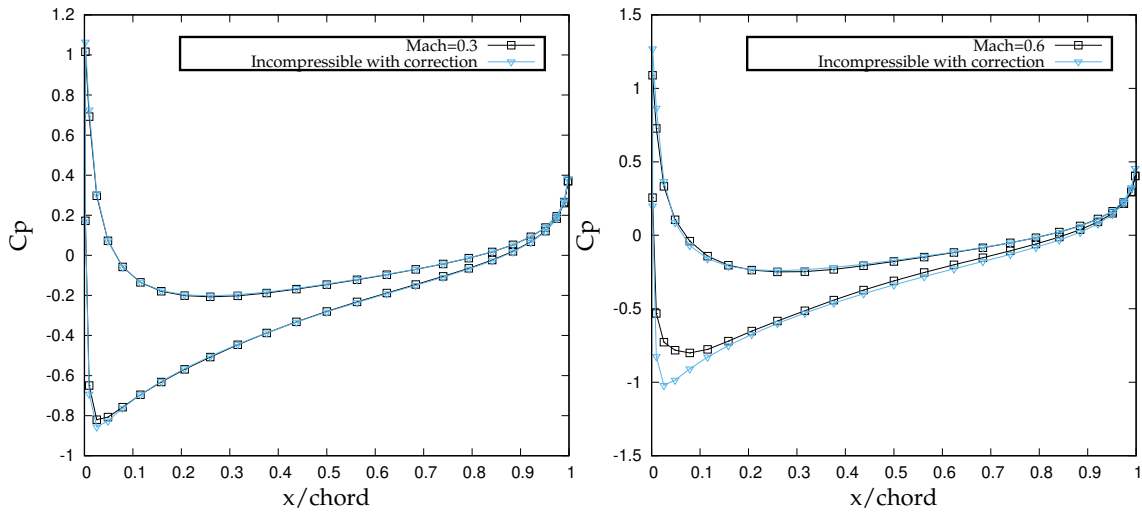 1.2
1
0.8
0.6
0.4
0.2
0
-0.2
-0.4
-0.6
-0.8
-1
Cp
Mach=0.3
Incompressible with correction
0 0.1 0.2 0.3 0.4 0.5 0.6 0.7 0.8 0.9 1
x/chord
1.5
1
0.5
0
-0.5
-1
-1.5
Cp
Mach=0.6
Incompressible with correction
0 0.1 0.2 0.3 0.4 0.5 0.6 0.7 0.8 0.9 1
x/chord